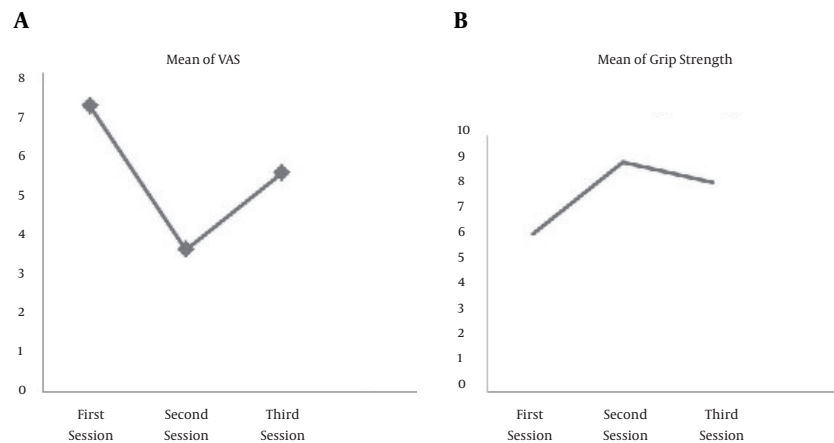 A
Mean of VAS
8
7
6
5
4
3
2
1
0
First
Session
Second
Session
Third
Session
B
Mean of Grip Strength
10
9
8
7
6
5
4
3
2
1
0
First
Session
Second
Session
Third
Session